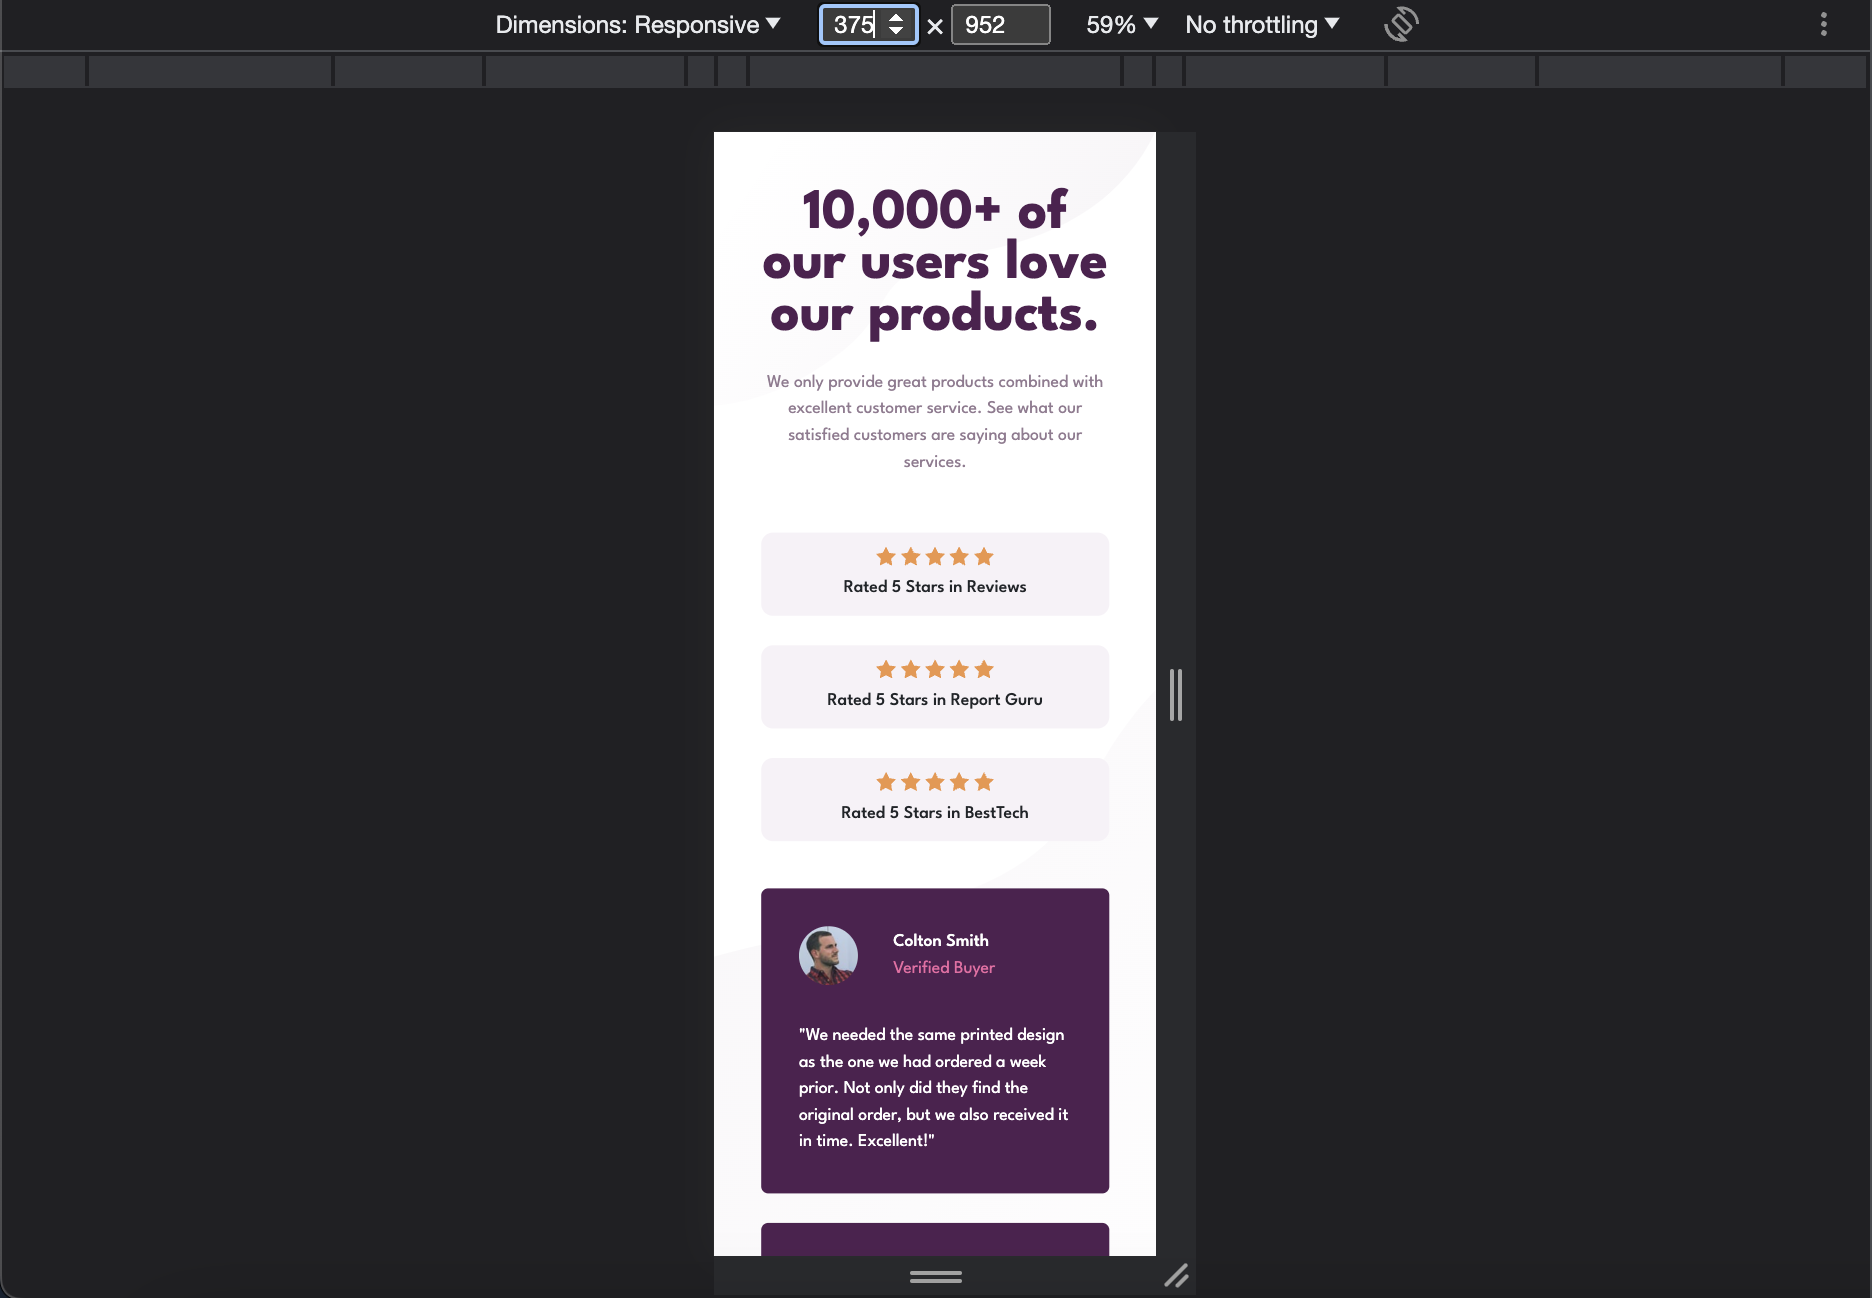 Dimensions: Responsive ▼ 375 × 952 59% ▼ No throttling ▼
10,000+ of
our users love
our products.
We only provide great products combined with
excellent customer service. See what our
satisfied customers are saying about our
services.
Rated 5 Stars in Reviews
Rated 5 Stars in Report Guru
Rated 5 Stars in BestTech
Colton Smith
Verified Buyer
"We needed the same printed design
as the one we had ordered a week
prior. Not only did they find the
original order, but we also received it
in time. Excellent!"